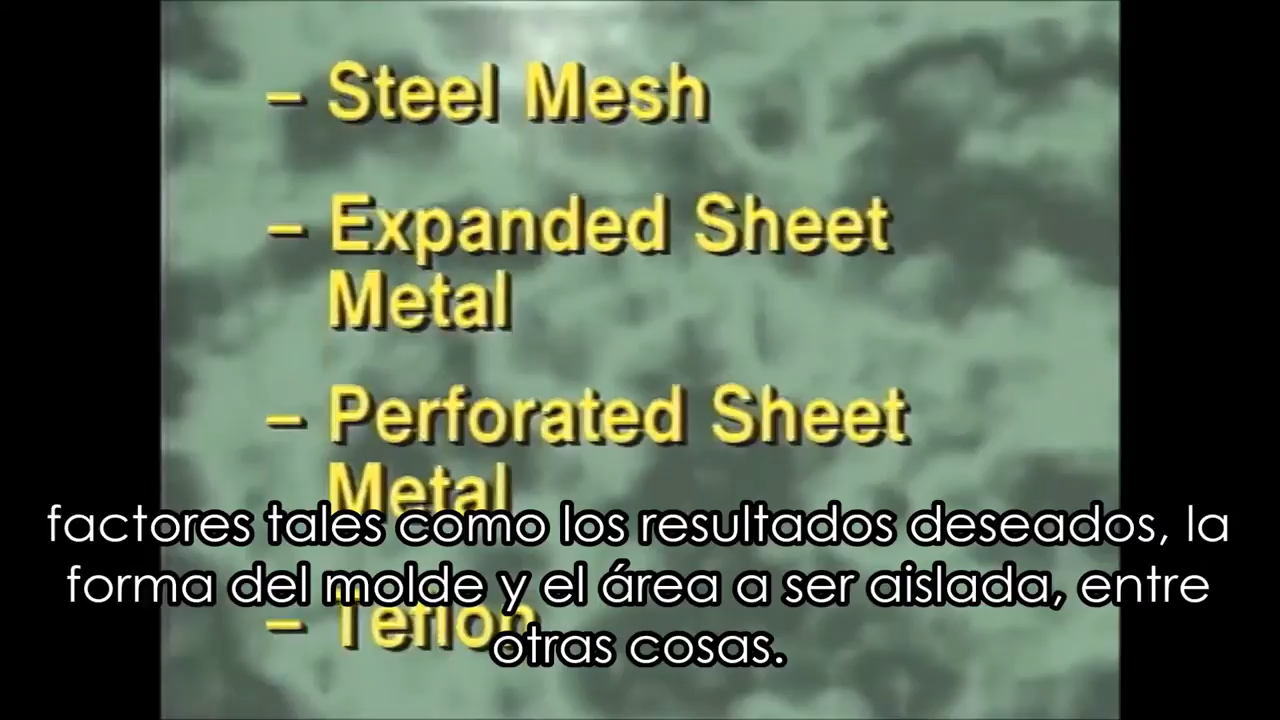 – Steel Mesh
– Expanded Sheet
Metal
– Perforated Sheet
Metal
factores tales como los resultados deseados, la
forma del molde y el área a ser aislada, entre
– Teflon
otras cosas.